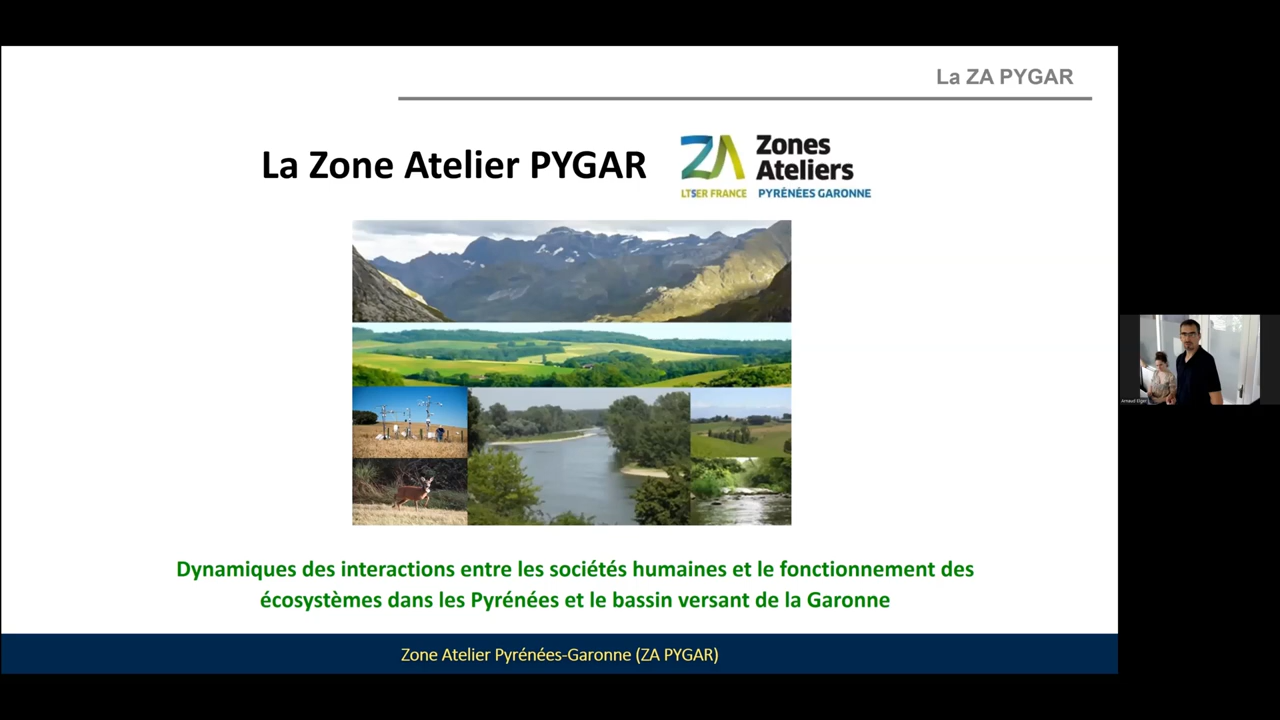 La ZA PYGAR
La Zone Atelier PYGAR
ZA Zones
Ateliers
LTSER FRANCE PYRÉNÉES GARONNE
Dynamiques des interactions entre les sociétés humaines et le fonctionnement des
écosystèmes dans les Pyrénées et le bassin versant de la Garonne
Zone Atelier Pyrénées-Garonne (ZA PYGAR)
Arnaud Elger